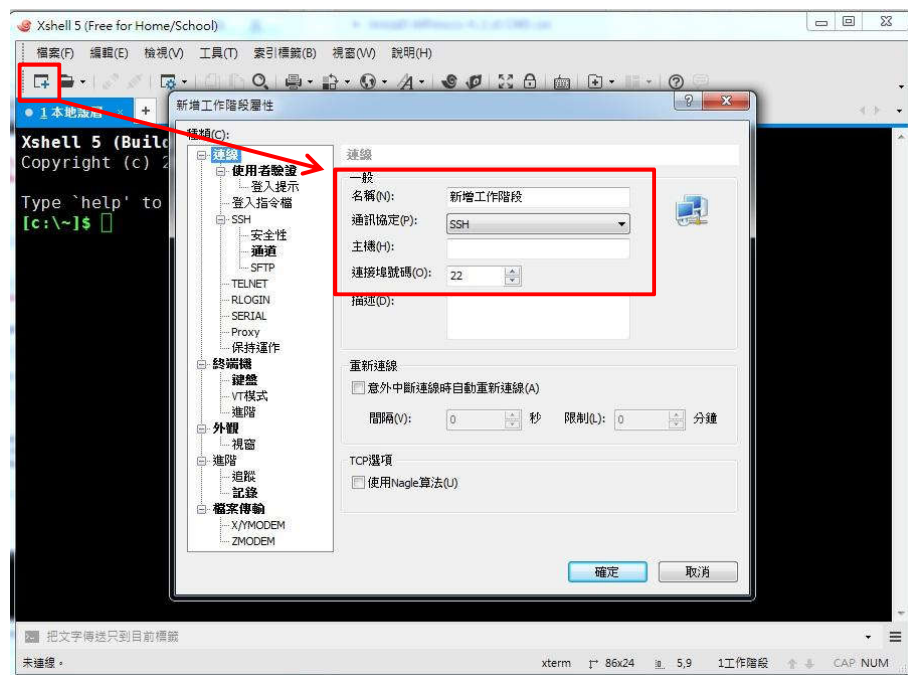 Xshell 5 (Free for Home/School)
檔案(F) 編輯(E) 檢視(V) 工具(T) 索引標籤(B) 視窗(W) 說明(H)
1 本地
新增工作階段屬性
Xshell 5 (Builc
Copyright (c) 2
Type `help' to
[c:\~]$
種類(C):
連線
使用者驗證
登入提示
登入指令檔
SSH
安全性
通道
SFTP
TELNET
RLOGIN
SERIAL
Proxy
保持運作
終端機
鍵盤
VT模式
進階
外觀
視窗
進階
追蹤
記錄
檔案傳輸
X/YMODEM
ZMODEM
連線
一般
名稱(N): 新增工作階段
通訊協定(P): SSH
主機(H):
連接埠號碼(O): 22
描述(D):
重新連線
意外中斷連線時自動重新連線(A)
間隔(V): 0 秒 限制(L): 0 分鐘
TCP選項
使用Nagle算法(U)
確定 取消
把文字傳送只到目前標籤
未連線。 xterm 86x24 5,9 1工作階段 CAP NUM